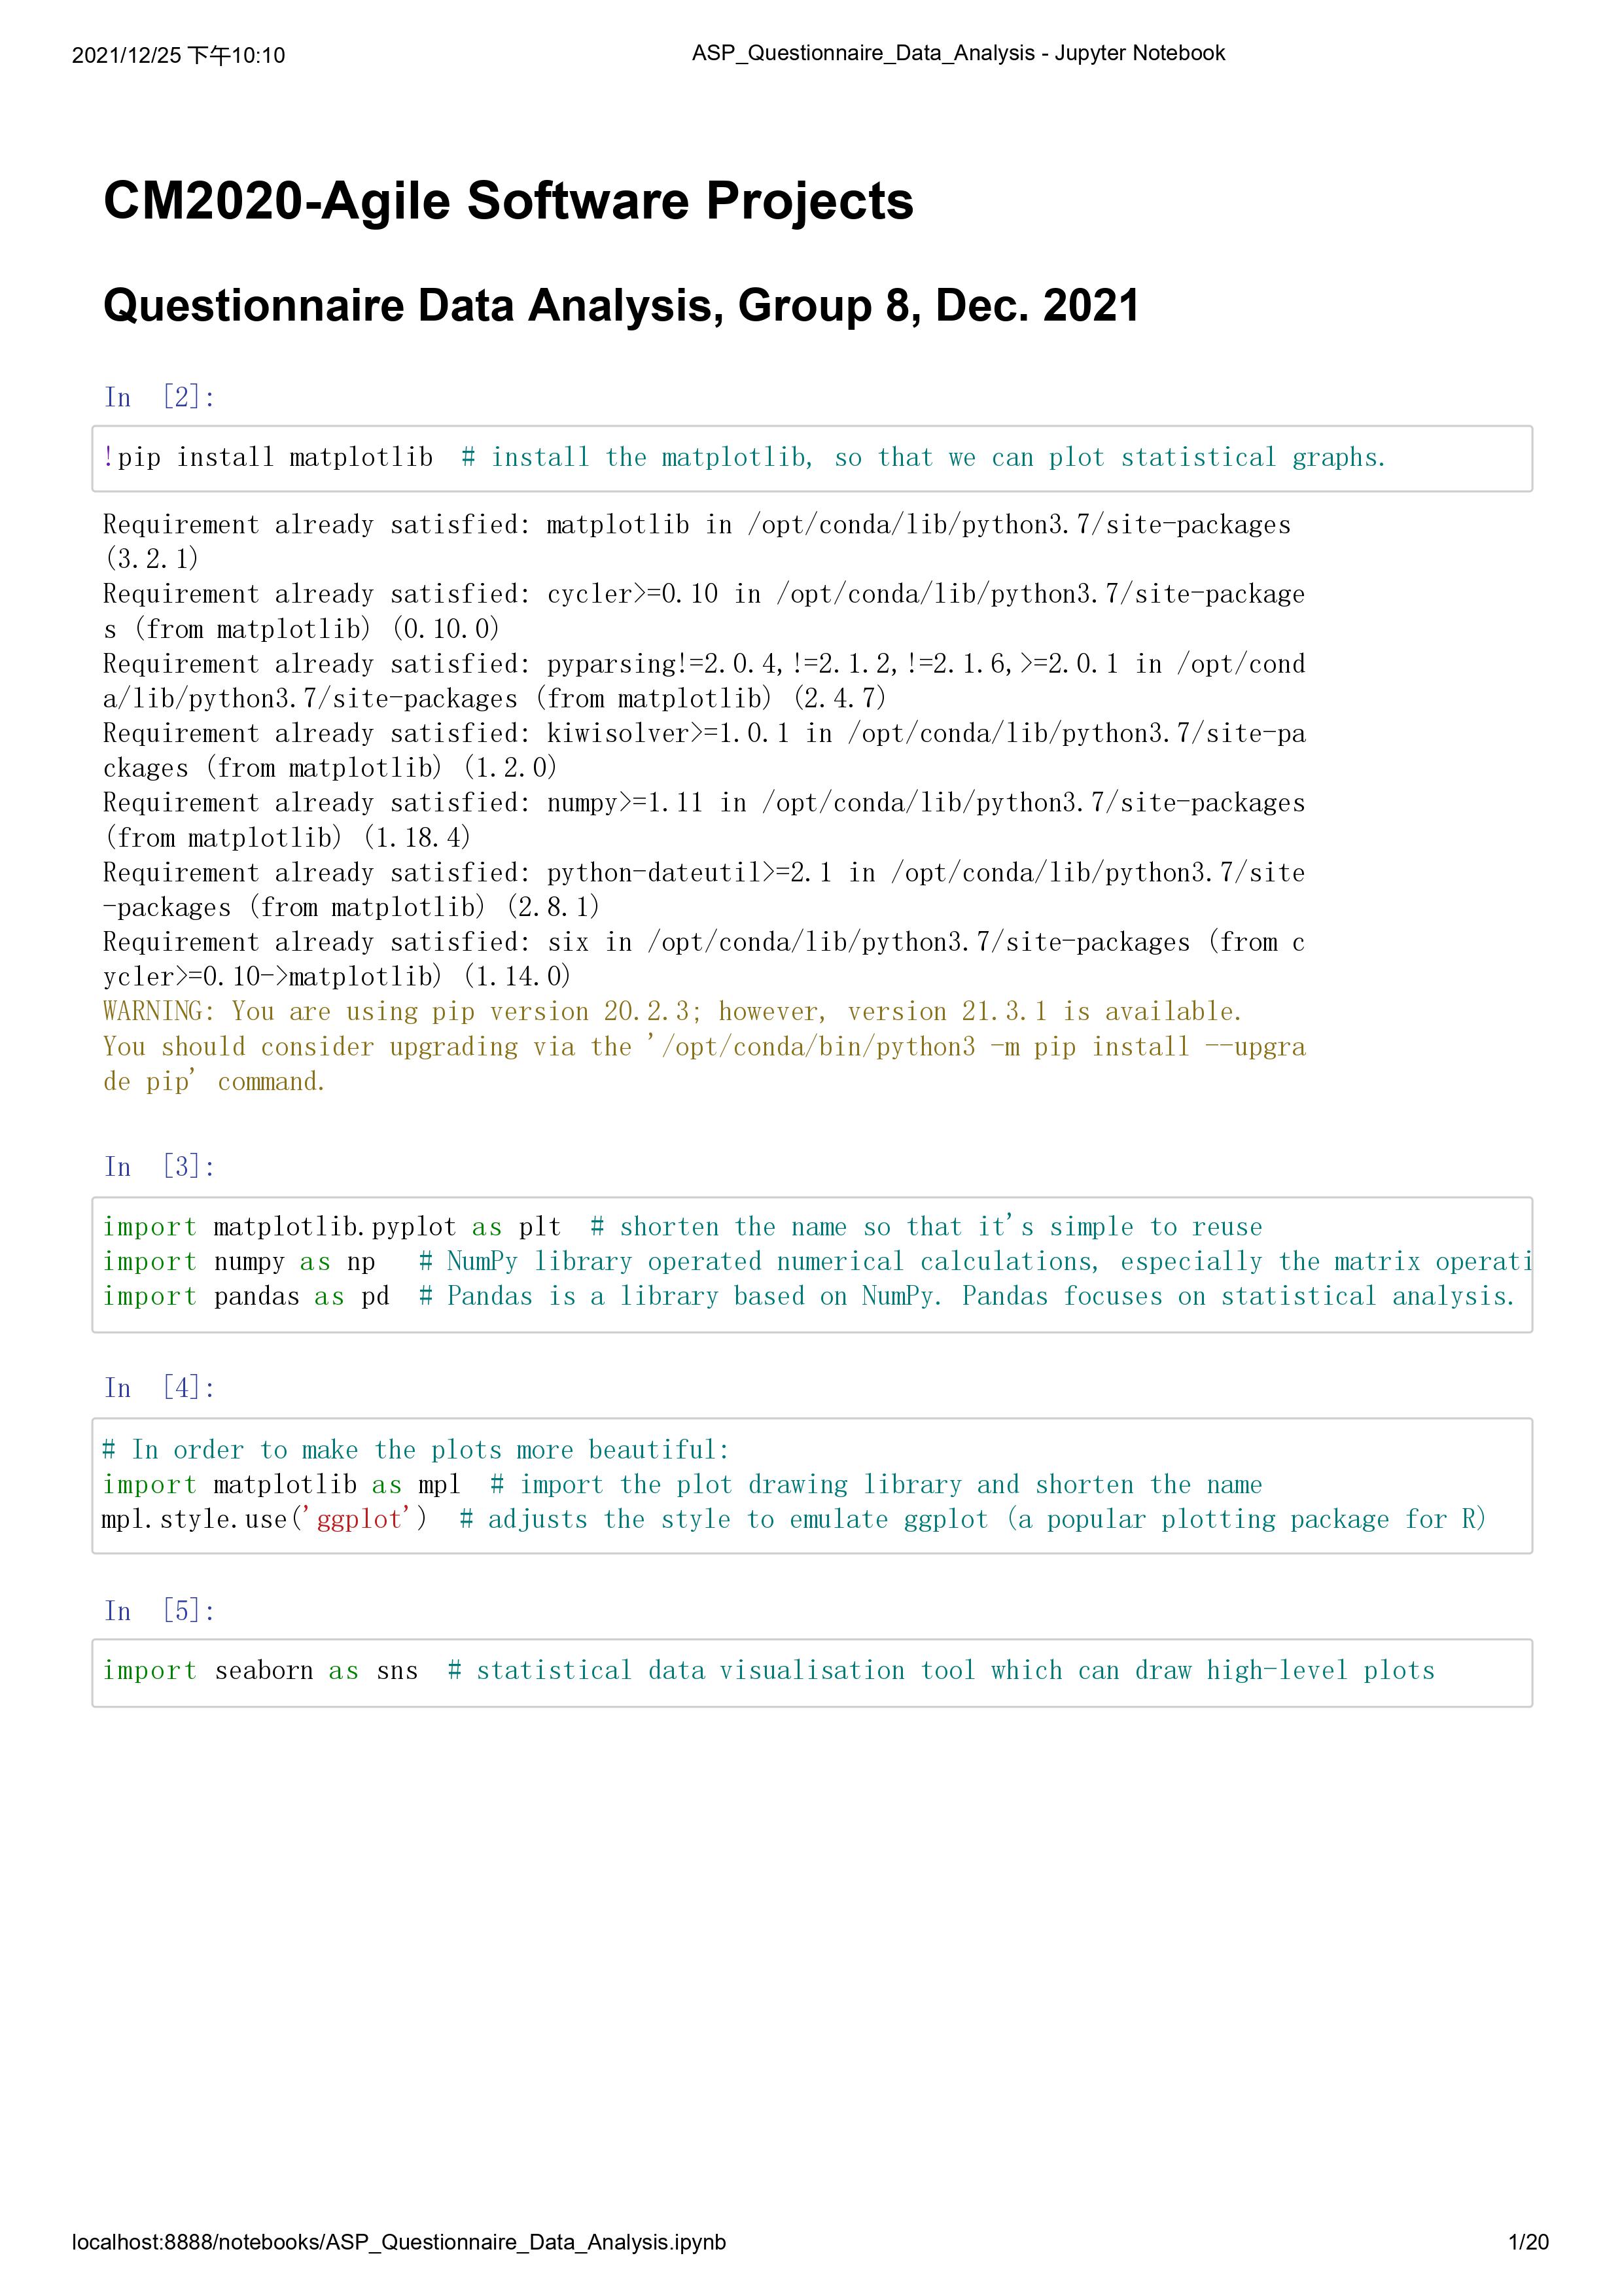 2021/12/25 下午10:10
ASP_Questionnaire_Data_Analysis - Jupyter Notebook
CM2020-Agile Software Projects
Questionnaire Data Analysis, Group 8, Dec. 2021
In [2]:
!pip install matplotlib  # install the matplotlib, so that we can plot statistical graphs.
Requirement already satisfied: matplotlib in /opt/conda/lib/python3.7/site-packages
(3.2.1)
Requirement already satisfied: cycler>=0.10 in /opt/conda/lib/python3.7/site-package
s (from matplotlib) (0.10.0)
Requirement already satisfied: pyparsing!=2.0.4,!=2.1.2,!=2.1.6,>=2.0.1 in /opt/cond
a/lib/python3.7/site-packages (from matplotlib) (2.4.7)
Requirement already satisfied: kiwisolver>=1.0.1 in /opt/conda/lib/python3.7/site-pa
ckages (from matplotlib) (1.2.0)
Requirement already satisfied: numpy>=1.11 in /opt/conda/lib/python3.7/site-packages
(from matplotlib) (1.18.4)
Requirement already satisfied: python-dateutil>=2.1 in /opt/conda/lib/python3.7/site
-packages (from matplotlib) (2.8.1)
Requirement already satisfied: six in /opt/conda/lib/python3.7/site-packages (from c
ycler>=0.10->matplotlib) (1.14.0)
WARNING: You are using pip version 20.2.3; however, version 21.3.1 is available.
You should consider upgrading via the '/opt/conda/bin/python3 -m pip install --upgra
de pip' command.
In [3]:
import matplotlib.pyplot as plt  # shorten the name so that it's simple to reuse
import numpy as np   # NumPy library operated numerical calculations, especially the matrix operati
import pandas as pd  # Pandas is a library based on NumPy. Pandas focuses on statistical analysis.
In [4]:
# In order to make the plots more beautiful:
import matplotlib as mpl  # import the plot drawing library and shorten the name
mpl.style.use('ggplot')  # adjusts the style to emulate ggplot (a popular plotting package for R)
In [5]:
import seaborn as sns  # statistical data visualisation tool which can draw high-level plots
localhost:8888/notebooks/ASP_Questionnaire_Data_Analysis.ipynb
1/20